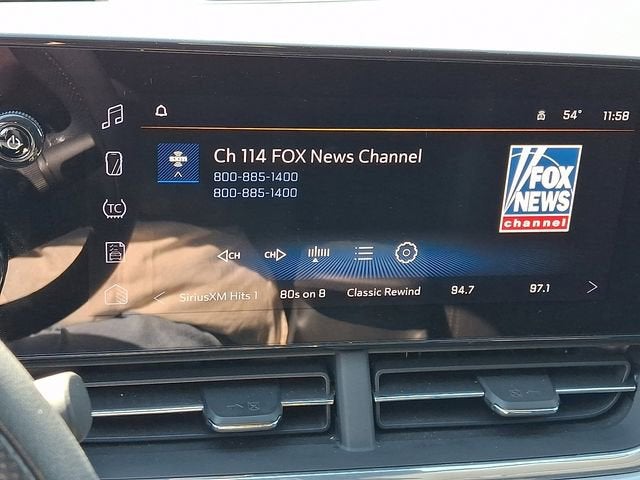 54° 11:58
SXM
Ch 114 FOX News Channel
800-885-1400
800-885-1400
FOX
NEWS
channel
TC
CH CH
SiriusXM Hits 1 80s on 8 Classic Rewind 94.7 97.1